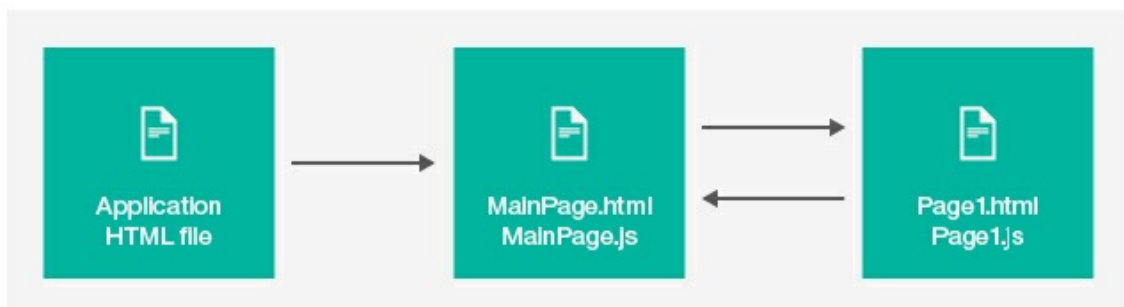 Application
HTML file
MainPage.html
MainPage.js
Page1.html
Page1.js